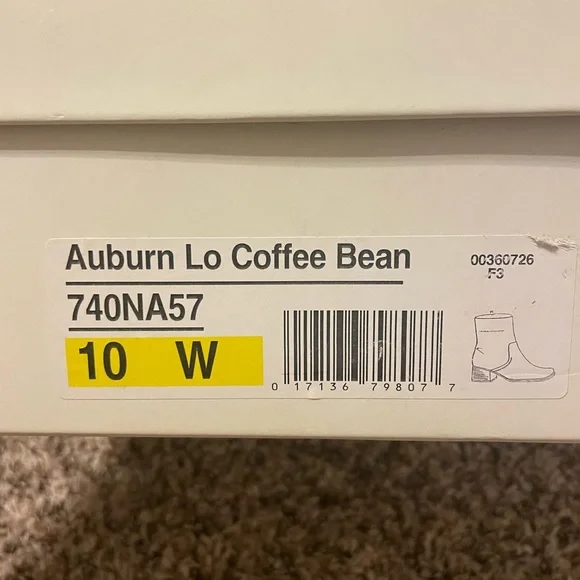 Auburn Lo Coffee Bean
740NA57
10 W
0 17136 79807 7
00360726
F3